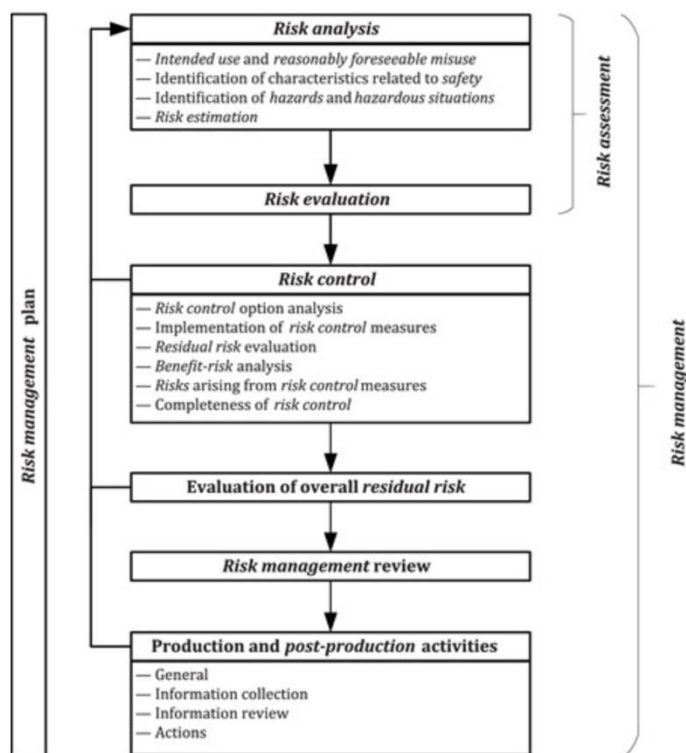 Risk analysis
— Intended use and reasonably foreseeable misuse
— Identification of characteristics related to safety
— Identification of hazards and hazardous situations
— Risk estimation
Risk evaluation
Risk control
— Risk control option analysis
— Implementation of risk control measures
— Residual risk evaluation
— Benefit-risk analysis
— Risks arising from risk control measures
— Completeness of risk control
Evaluation of overall residual risk
Risk management review
Production and post-production activities
— General
— Information collection
— Information review
— Actions
Risk management plan
Risk assessment
Risk management